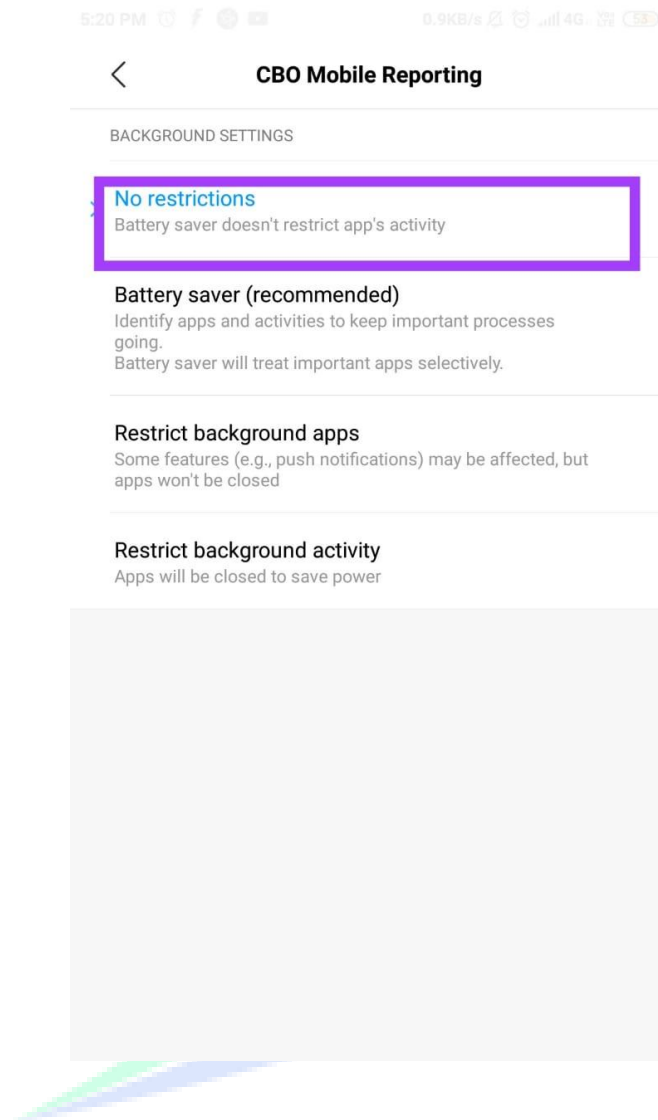 5:20 PM
0.9KB/s 4G 53
CBO Mobile Reporting
BACKGROUND SETTINGS
No restrictions
Battery saver doesn't restrict app's activity
Battery saver (recommended)
Identify apps and activities to keep important processes
going.
Battery saver will treat important apps selectively.
Restrict background apps
Some features (e.g., push notifications) may be affected, but
apps won't be closed
Restrict background activity
Apps will be closed to save power